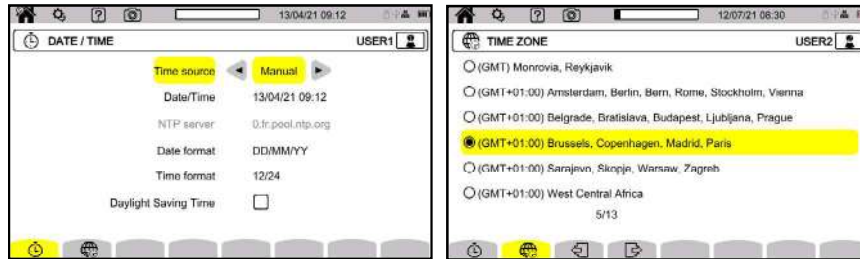 13/04/21 09:12
DATE / TIME
USER1
Time source
Manual
Date/Time
13/04/21 09:12
NTP server
0.fr.pool.ntp.org
Date format
DD/MM/YY
Time format
12/24
Daylight Saving Time
12/07/21 06:30
TIME ZONE
USER2
(GMT) Monrovia, Reykjavik
(GMT+01:00) Amsterdam, Berlin, Bern, Rome, Stockholm, Vienna
(GMT+01:00) Belgrade, Bratislava, Budapest, Ljubljana, Prague
(GMT+01:00) Brussels, Copenhagen, Madrid, Paris
(GMT+01:00) Sarajevo, Skopje, Warsaw, Zagreb
(GMT+01:00) West Central Africa
5/13